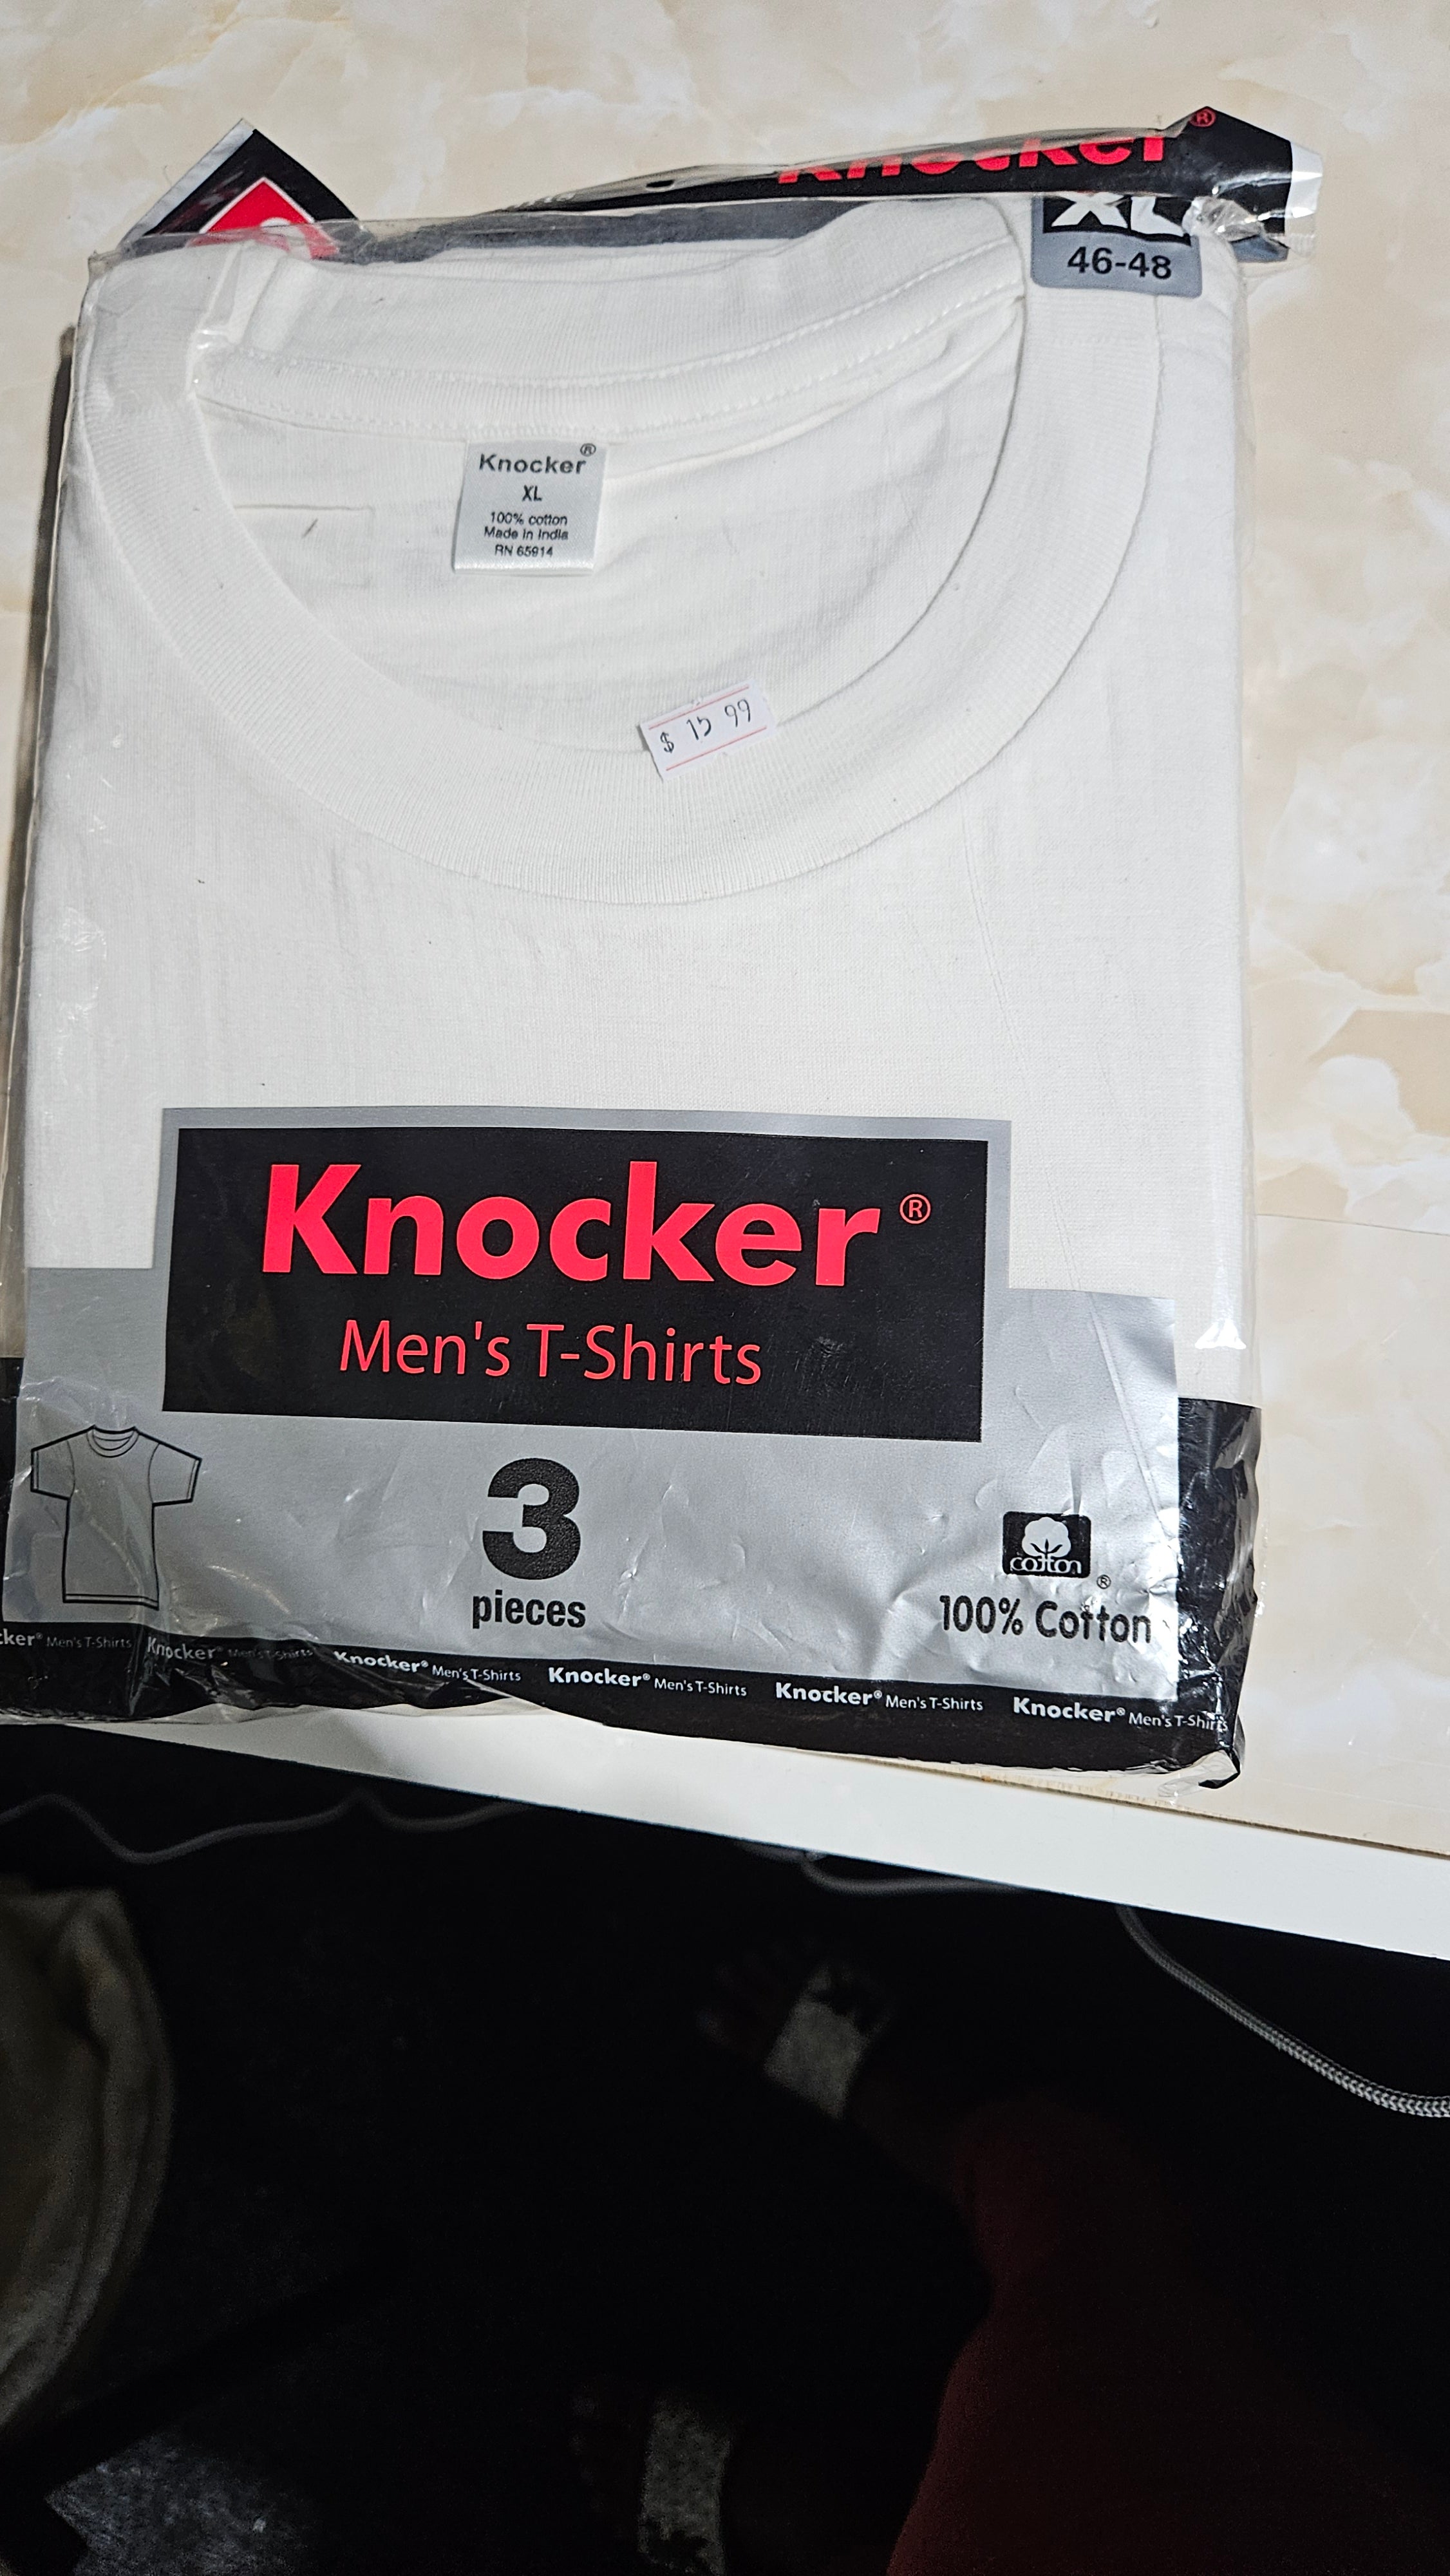 Knocker®
XL
46-48
Knocker®
XL
100% cotton
Made in India
RN 65914
$ 15 99
Knocker®
Men's T-Shirts
3
pieces
cotton
®
100% Cotton
Knocker® Men's T-Shirts Knocker® Men's T-Shirts Knocker® Men's T-Shirts Knocker® Men's T-Shirts Knocker® Men's T-Shirts